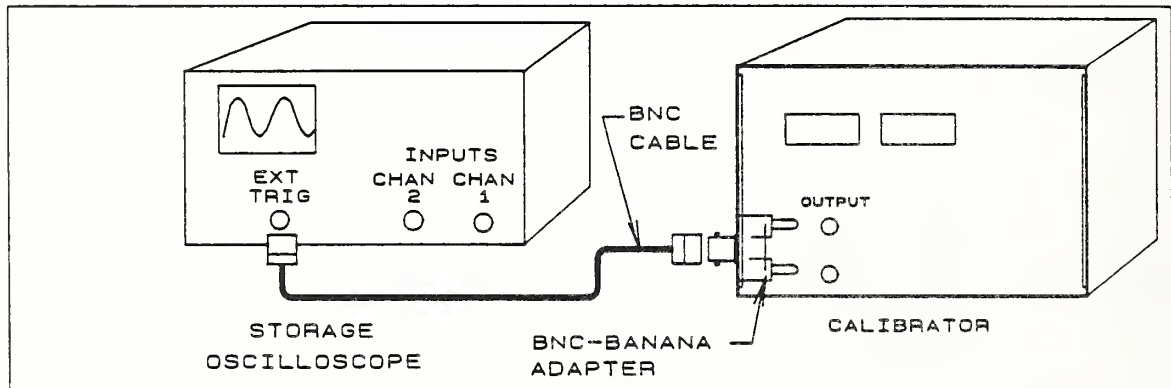 INPUTS
EXT
TRIG
CHAN
2
CHAN
1
STORAGE
OSCILLOSCOPE
BNC
CABLE
BNC-BANANA
ADAPTER
OUTPUT
CALIBRATOR